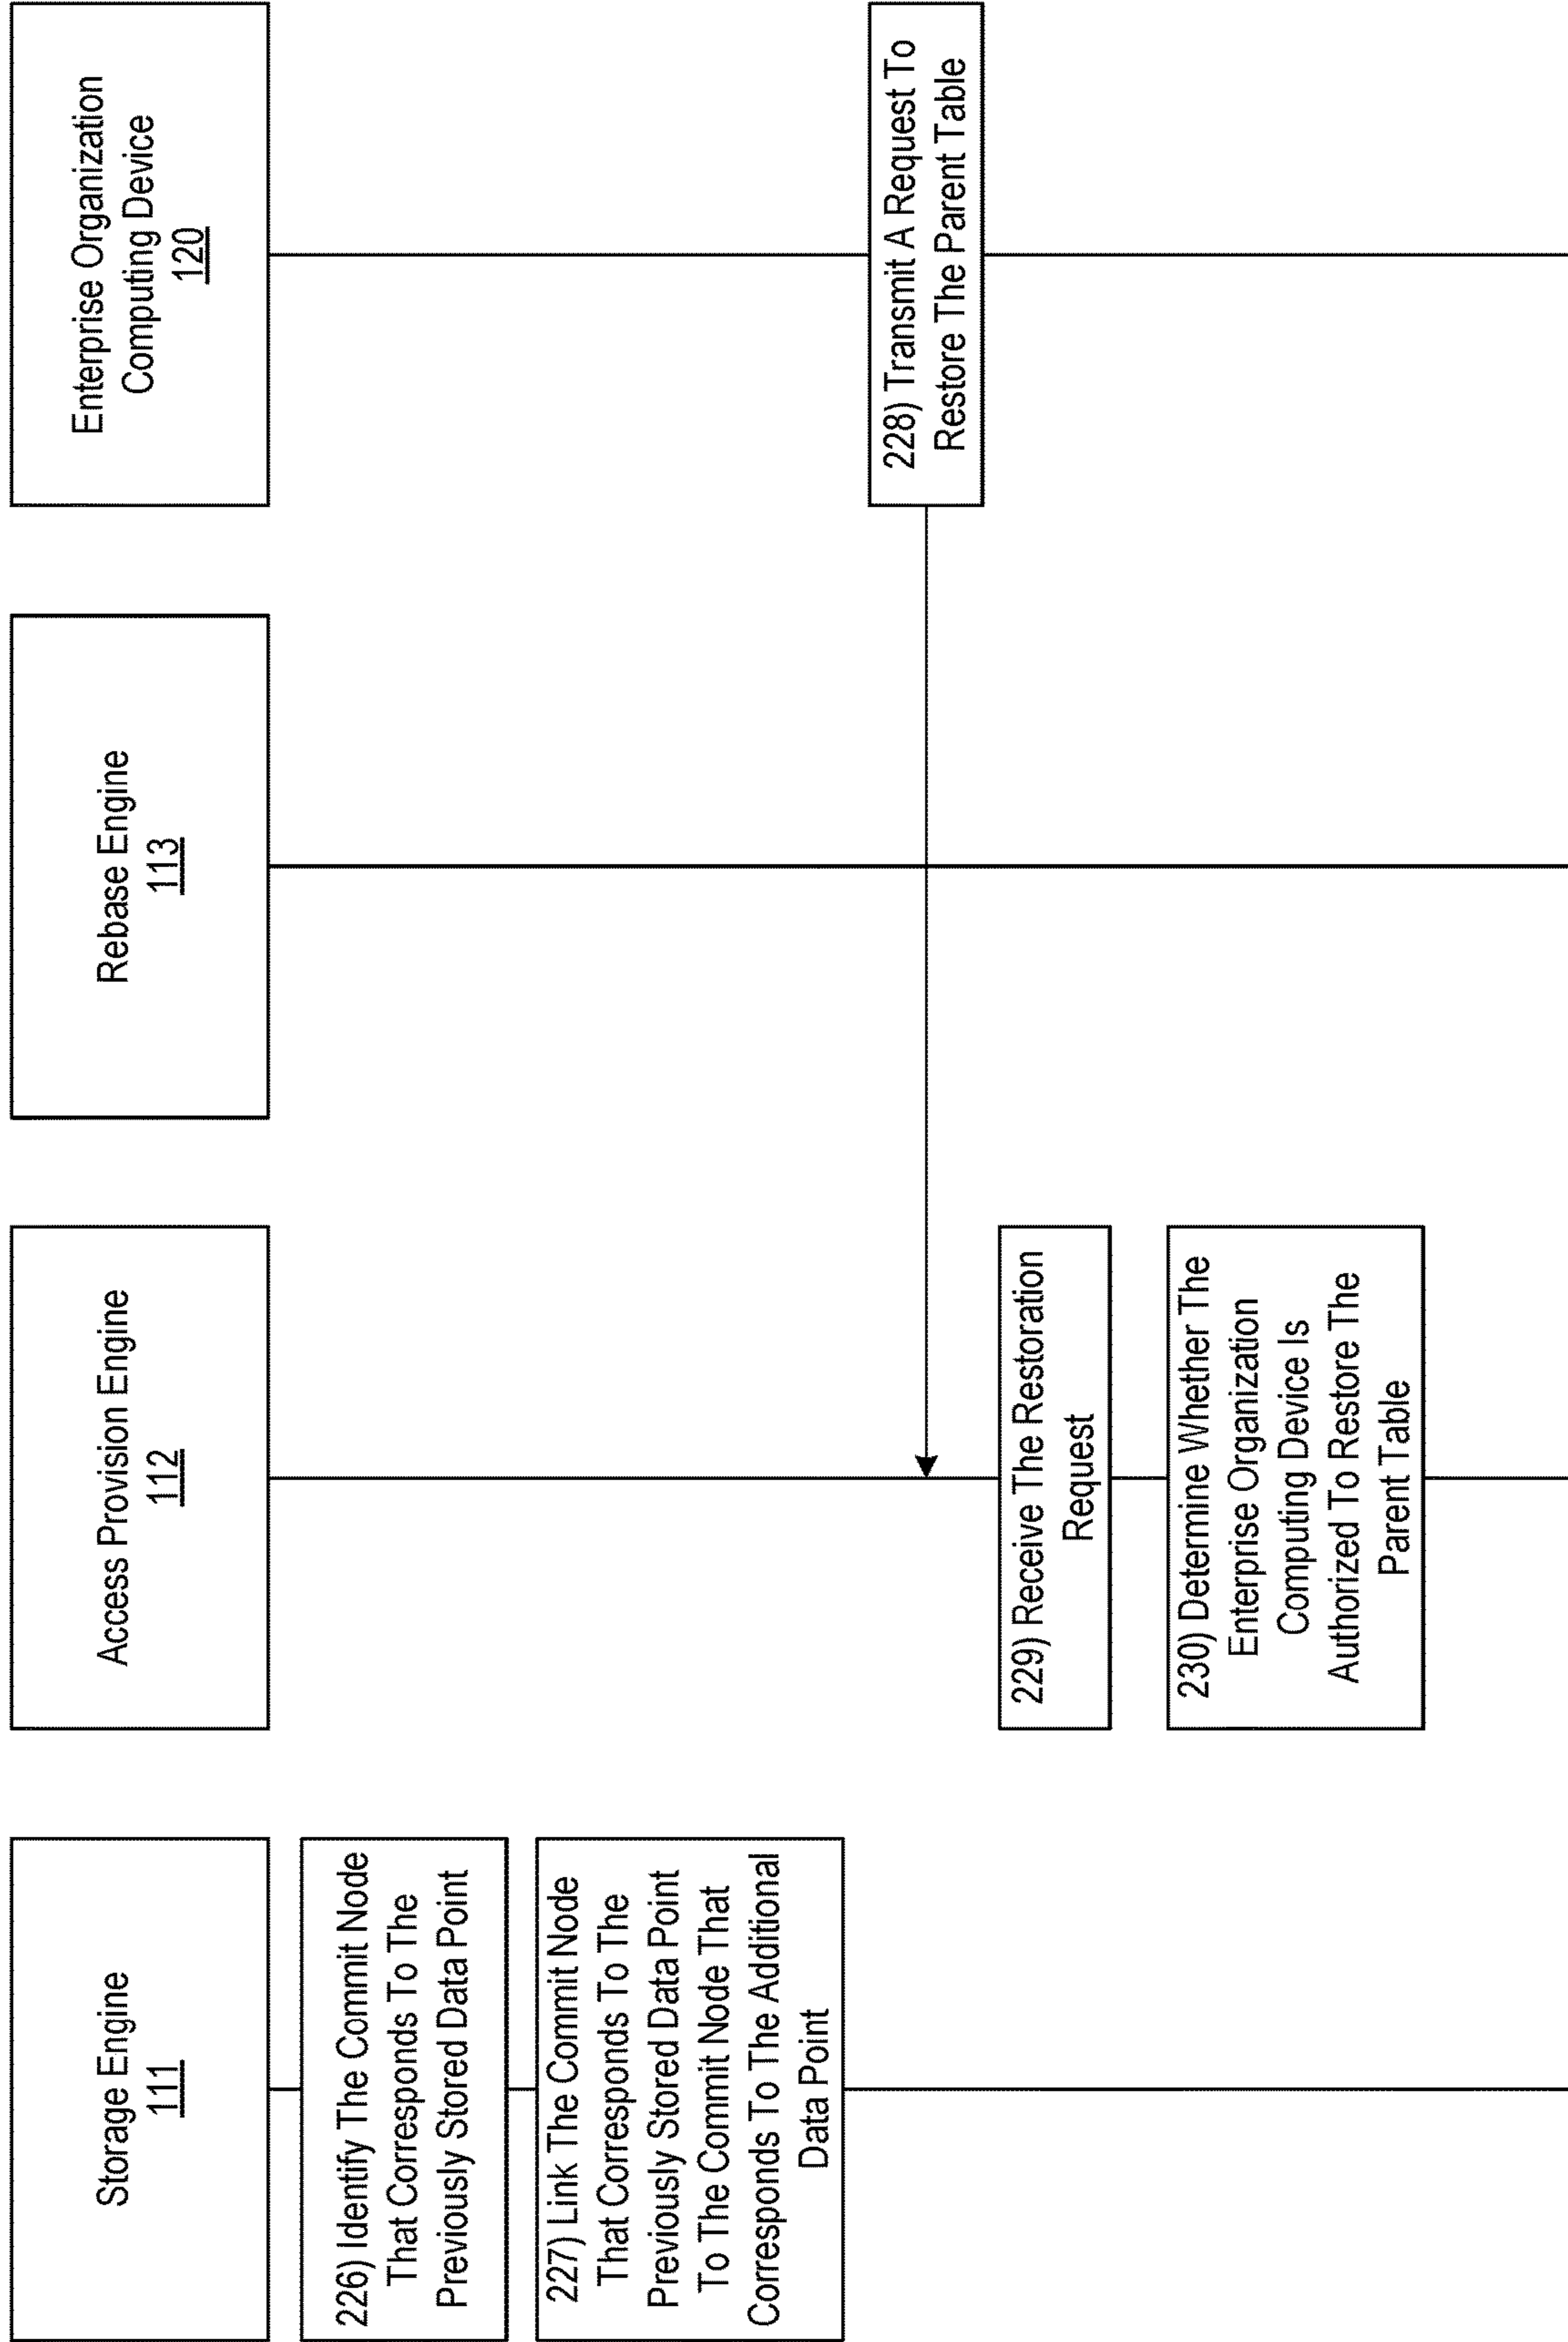 Storage Engine
111
Access Provision Engine
112
Rebase Engine
113
Enterprise Organization
Computing Device
120
226) Identify The Commit Node
That Corresponds To The
Previously Stored Data Point
227) Link The Commit Node
That Corresponds To The
Previously Stored Data Point
To The Commit Node That
Corresponds To The Additional
Data Point
228) Transmit A Request To
Restore The Parent Table
229) Receive The Restoration
Request
230) Determine Whether The
Enterprise Organization
Computing Device Is
Authorized To Restore The
Parent Table